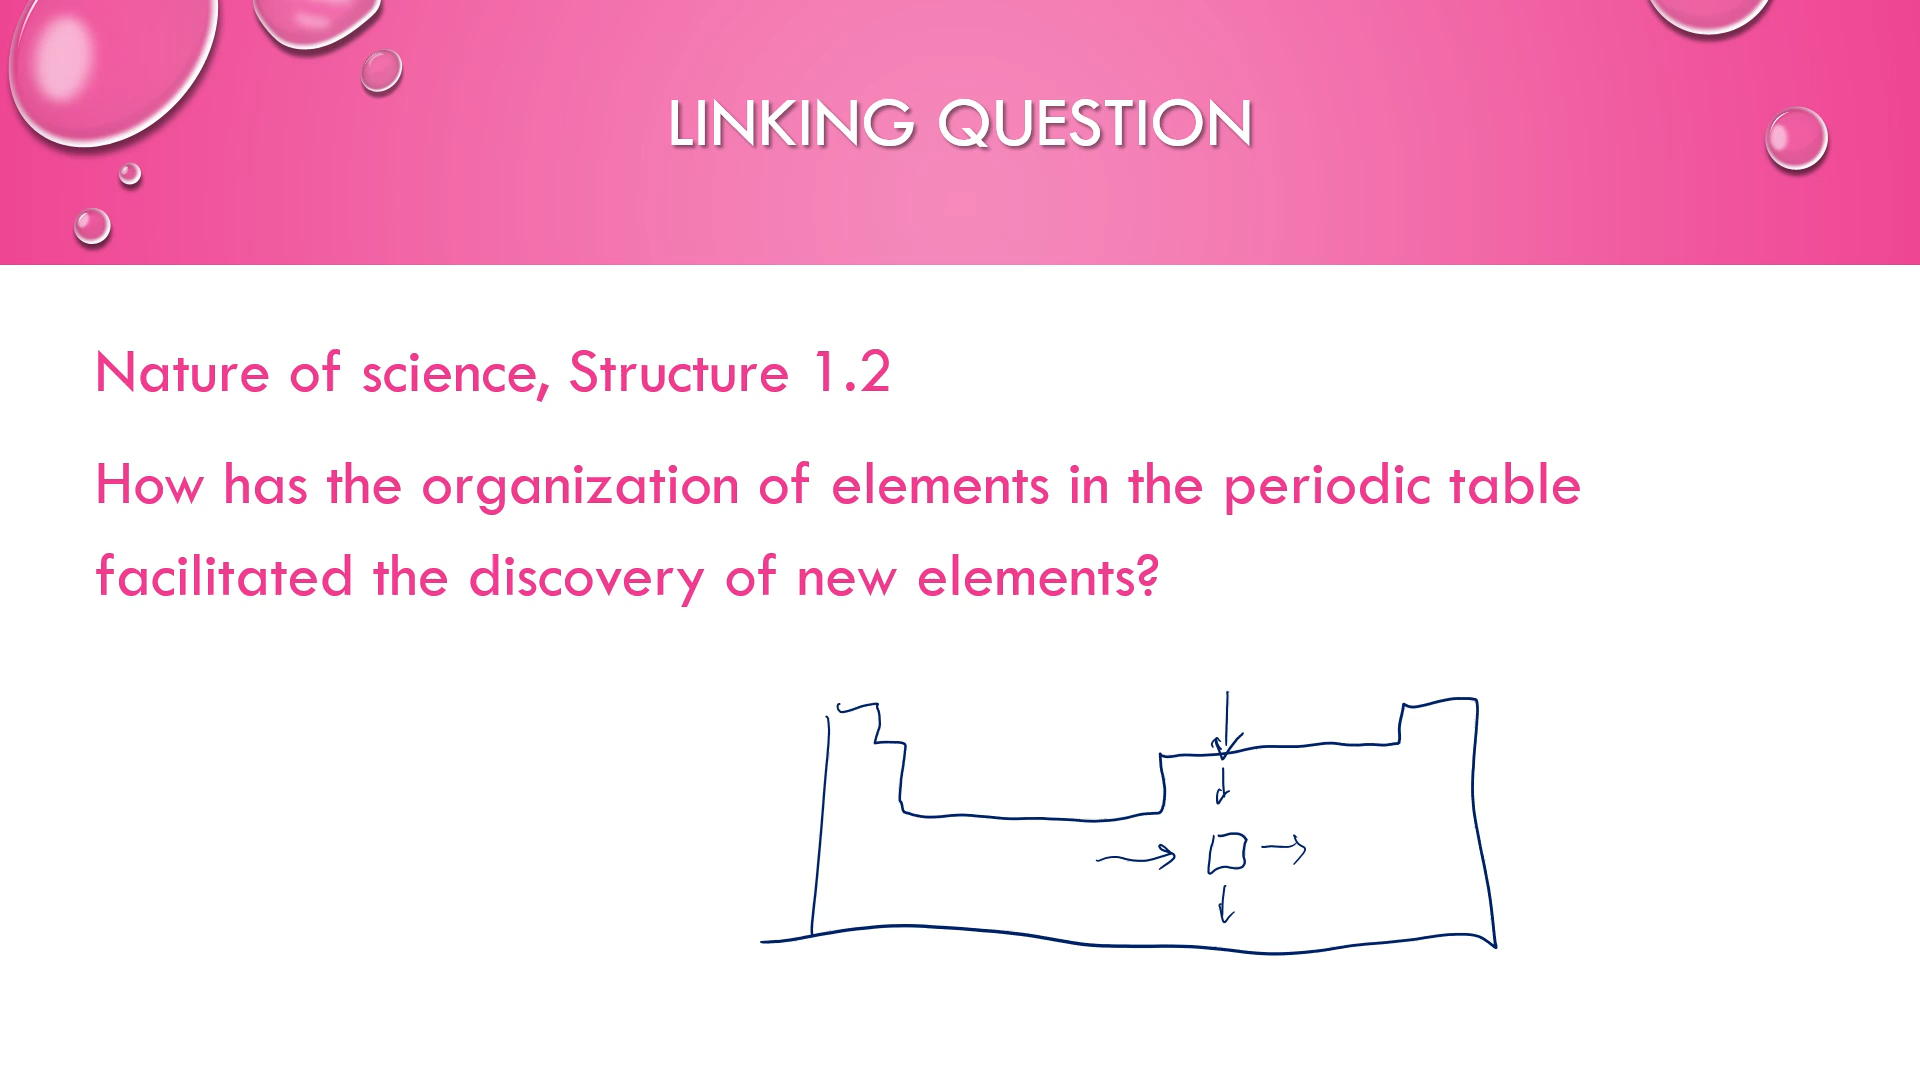 LINKING QUESTION
Nature of science, Structure 1.2
How has the organization of elements in the periodic table
facilitated the discovery of new elements?